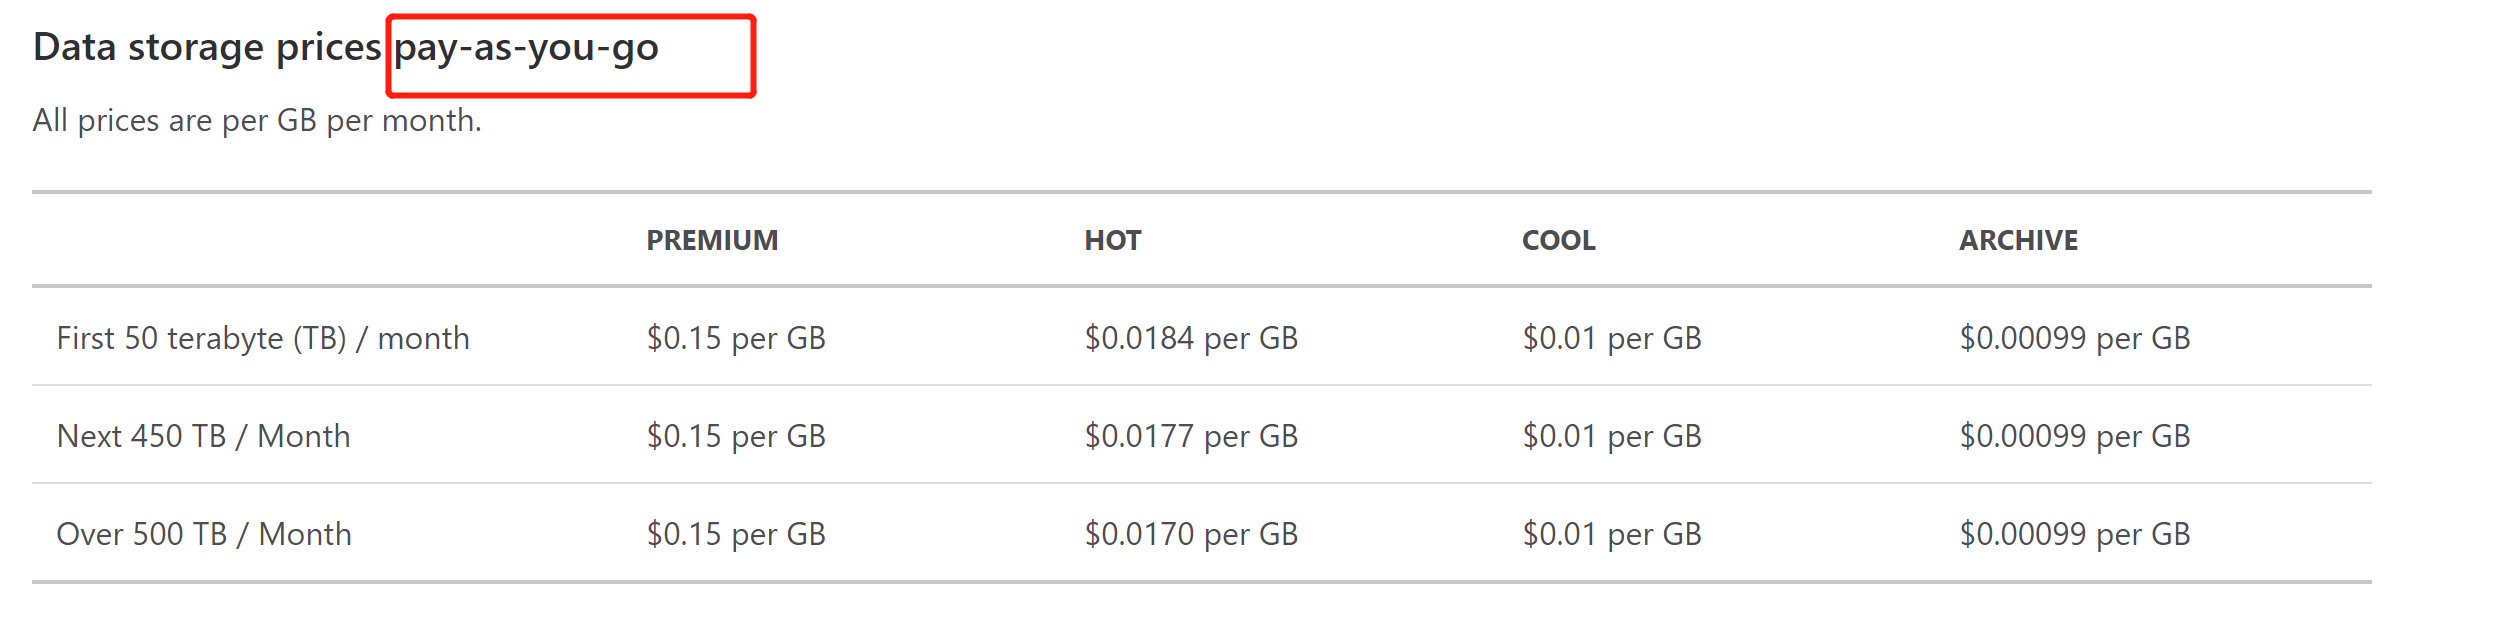 Data storage prices pay-as-you-go
All prices are per GB per month.
PREMIUM HOT COOL ARCHIVE
First 50 terabyte (TB) / month $0.15 per GB $0.0184 per GB $0.01 per GB $0.00099 per GB
Next 450 TB / Month $0.15 per GB $0.0177 per GB $0.01 per GB $0.00099 per GB
Over 500 TB / Month $0.15 per GB $0.0170 per GB $0.01 per GB $0.00099 per GB